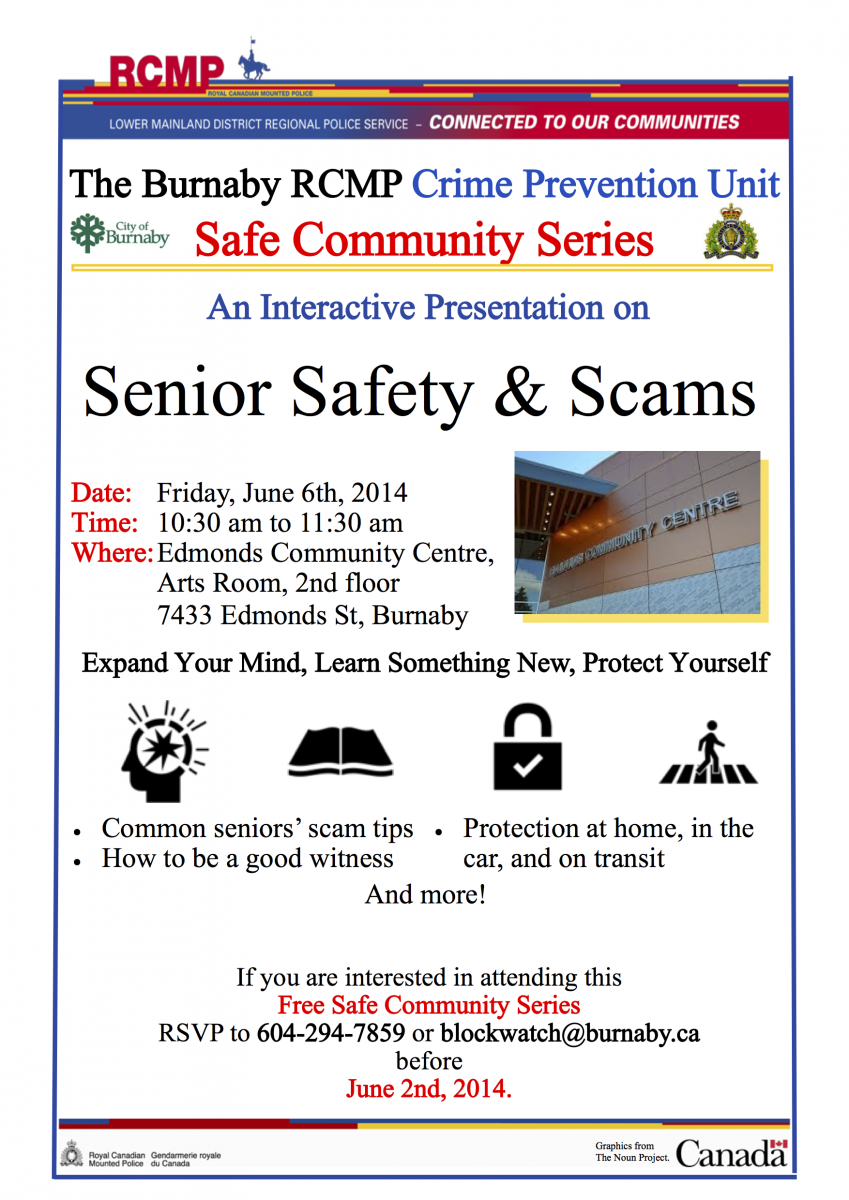 RCMP
ROYAL CANADIAN MOUNTED POLICE
LOWER MAINLAND DISTRICT REGIONAL POLICE SERVICE – CONNECTED TO OUR COMMUNITIES
The Burnaby RCMP Crime Prevention Unit
City of
Burnaby
Safe Community Series
An Interactive Presentation on
Senior Safety & Scams
Date: Friday, June 6th, 2014
Time: 10:30 am to 11:30 am
Where: Edmonds Community Centre,
Arts Room, 2nd floor
7433 Edmonds St, Burnaby
EDMONDS COMMUNITY CENTRE
Expand Your Mind, Learn Something New, Protect Yourself
• Common seniors’ scam tips
• How to be a good witness
• Protection at home, in the
car, and on transit
And more!
If you are interested in attending this
Free Safe Community Series
RSVP to 604-294-7859 or blockwatch@burnaby.ca
before
June 2nd, 2014.
Royal Canadian Gendarmerie royale
Mounted Police du Canada
Graphics from
The Noun Project.
Canada